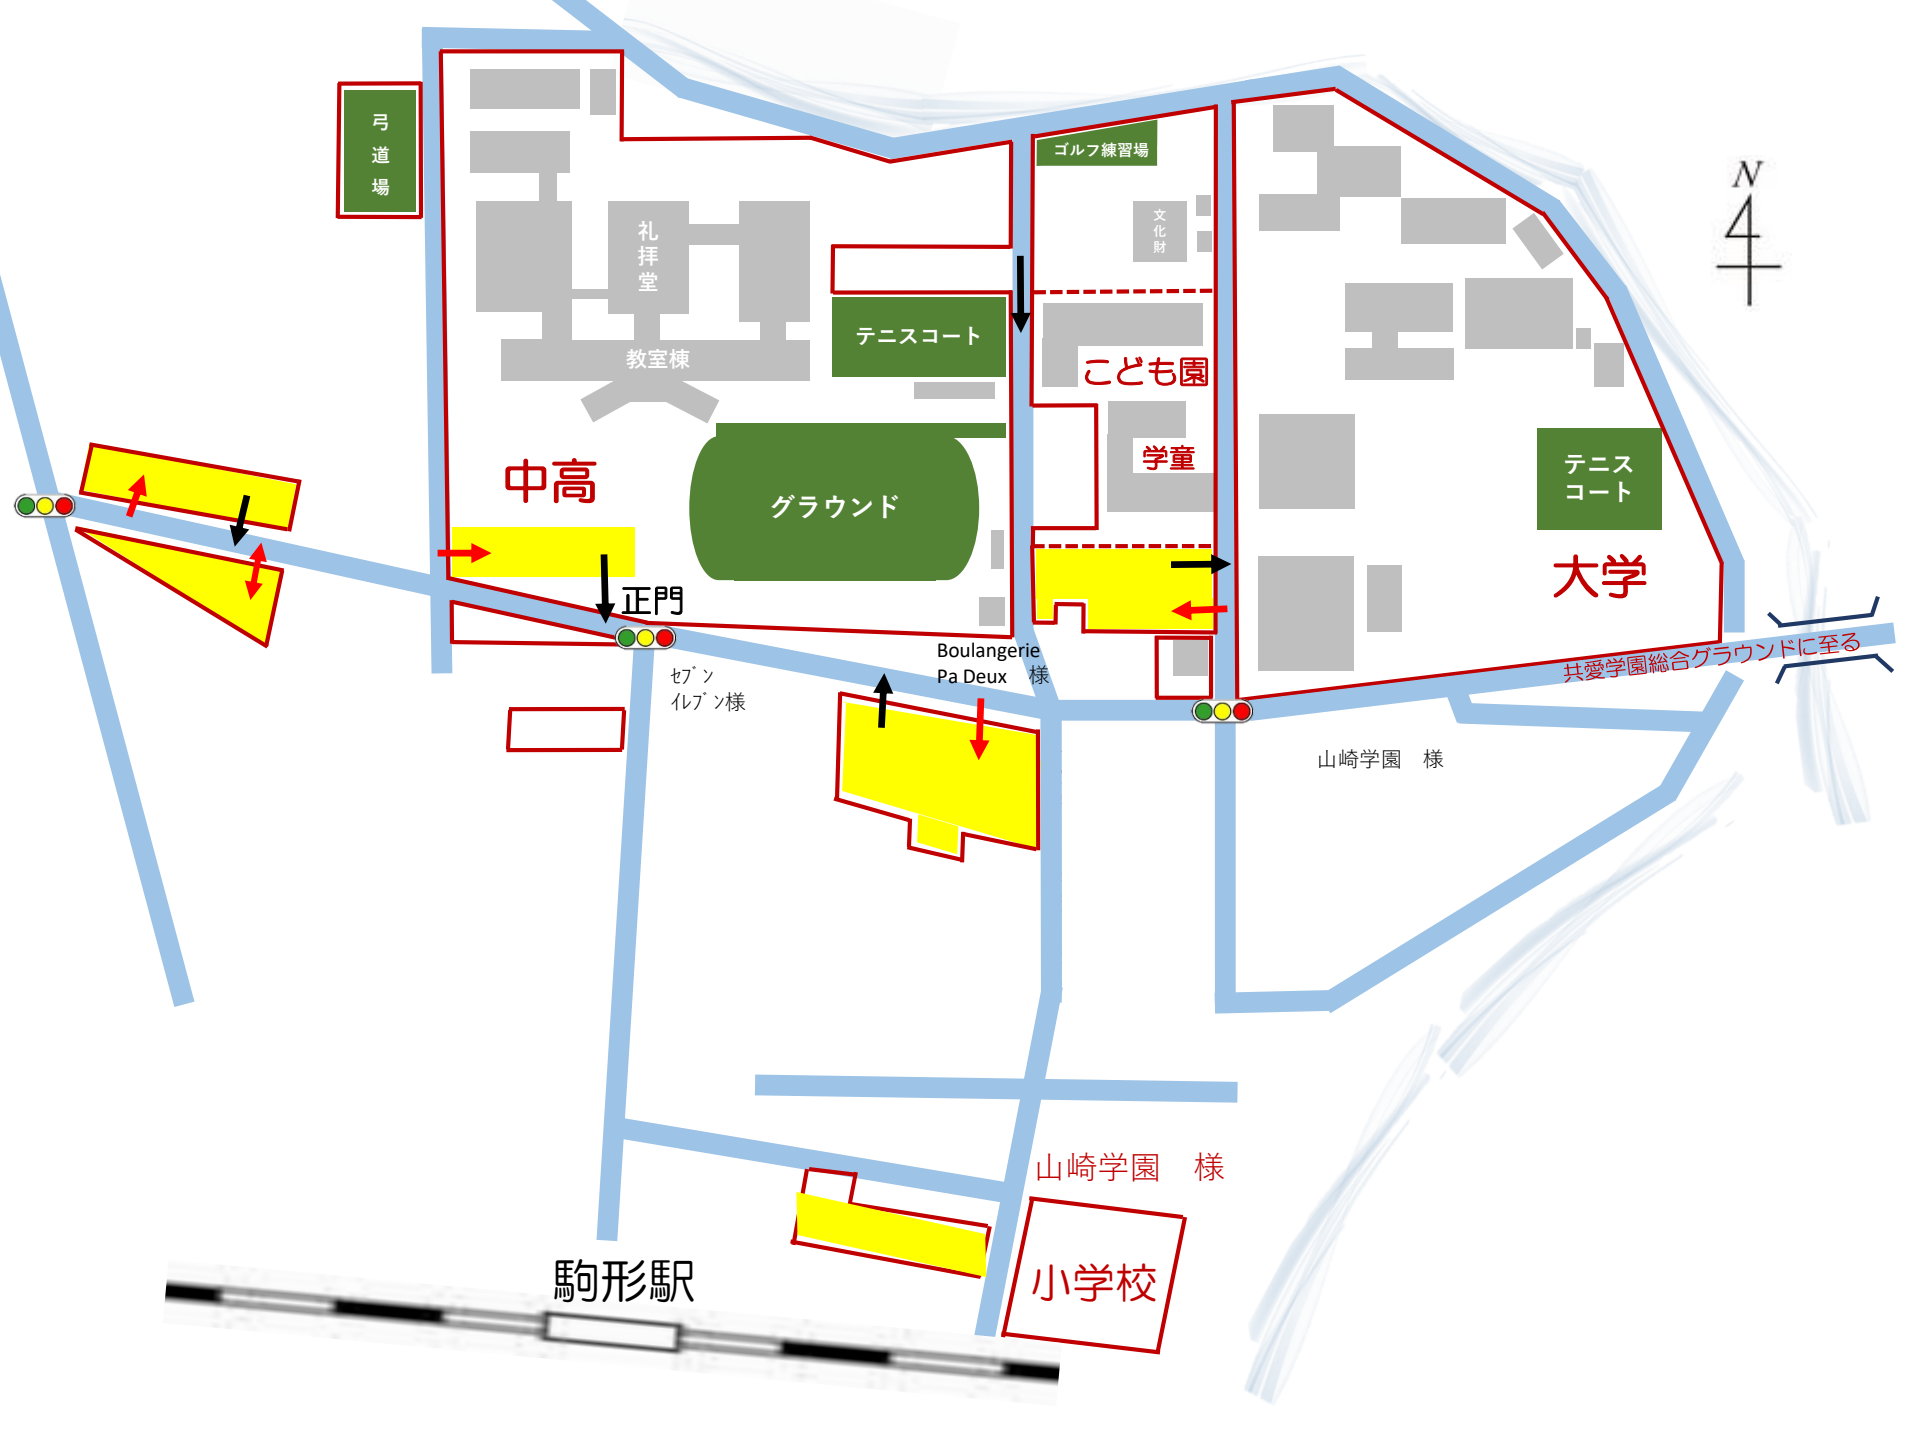 弓道場
ゴルフ練習場
N
文化財
礼拝堂
テニスコート
教室棟
こども園
学童
中高
グラウンド
テニス
コート
大学
正門
共愛学園総合グラウンドに至る
Boulangerie
Pa Deux 様
ｾﾌﾞﾝ
ｲﾚﾌﾞﾝ様
山崎学園 様
山崎学園 様
駒形駅
小学校